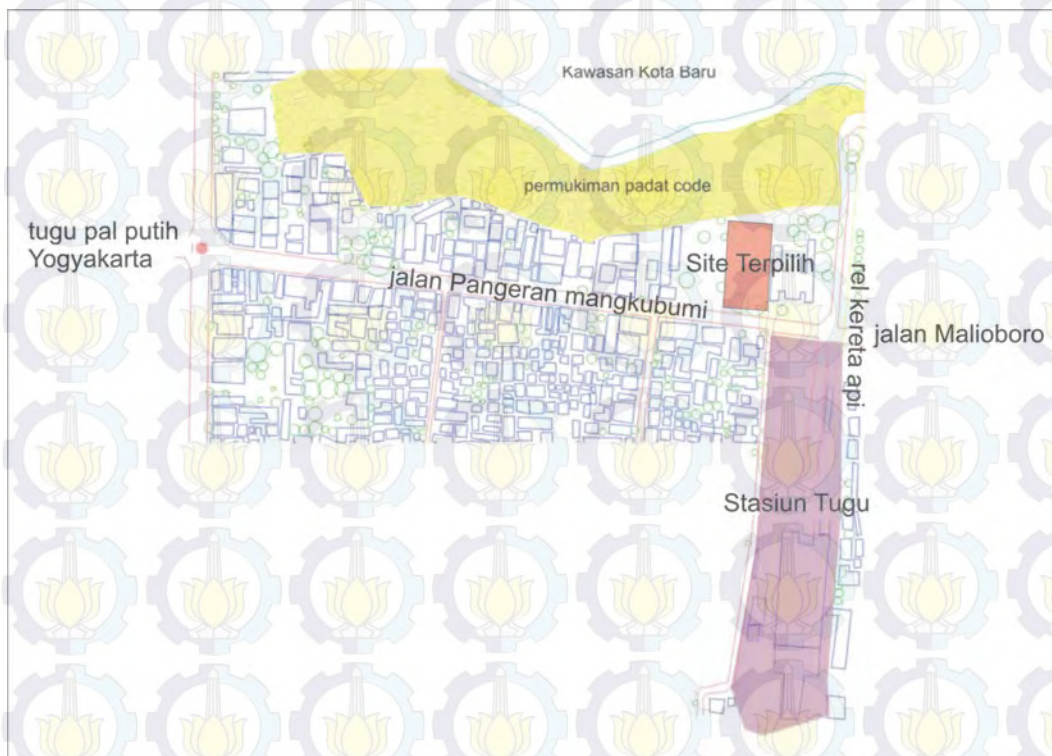 Kawasan Kota Baru
permukiman padat code
tugu pal putih
Yogyakarta
Site Terpilih
jalan Pangeran mangkubumi
rel kereta api
jalan Malioboro
Stasiun Tugu